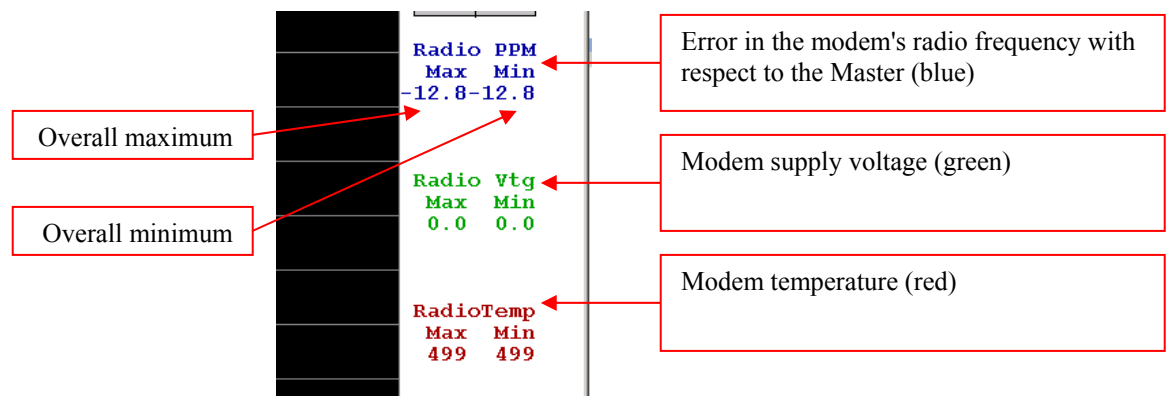 Radio PPM
Max Min
-12.8-12.8
Error in the modem's radio frequency with
respect to the Master (blue)
Overall maximum
Radio Vtg
Max Min
0.0 0.0
Modem supply voltage (green)
Overall minimum
RadioTemp
Max Min
499 499
Modem temperature (red)